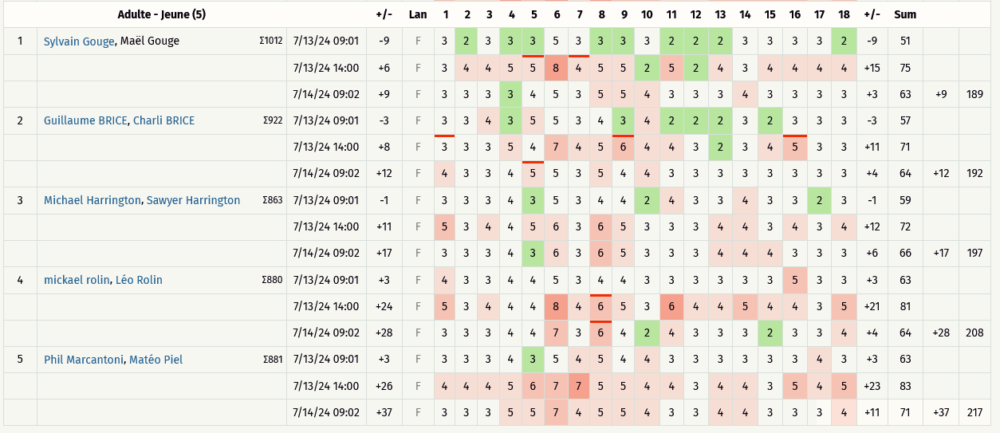 Adulte - Jeune (5) +/- Lan 1 2 3 4 5 6 7 8 9 10 11 12 13 14 15 16 17 18 +/- Sum
1 Sylvain Gouge, Maël Gouge Σ1012 7/13/24 09:01 -9 F 3 2 3 3 3 5 3 3 3 3 2 2 2 3 3 3 3 2 -9 51
7/13/24 14:00 +6 F 3 4 4 5 5 8 4 5 5 2 5 2 4 3 4 4 4 4 +15 75
7/14/24 09:02 +9 F 3 3 3 3 4 5 3 5 5 4 3 3 3 4 3 3 3 3 +3 63 +9 189
2 Guillaume BRICE, Charli BRICE Σ922 7/13/24 09:01 -3 F 3 3 4 3 5 5 3 4 3 4 2 2 2 3 2 3 3 3 -3 57
7/13/24 14:00 +8 F 3 3 3 5 4 7 4 5 6 4 4 3 2 3 4 5 3 3 +11 71
7/14/24 09:02 +12 F 4 3 3 4 5 5 3 5 4 4 3 3 3 3 3 3 3 3 +4 64 +12 192
3 Michael Harrington, Sawyer Harrington Σ863 7/13/24 09:01 -1 F 3 3 3 4 3 5 3 4 4 2 4 3 3 4 3 3 2 3 -1 59
7/13/24 14:00 +11 F 5 3 4 4 5 6 3 6 5 3 3 3 4 4 3 4 3 4 +12 72
7/14/24 09:02 +17 F 3 3 3 4 3 6 3 6 5 3 3 3 4 4 4 3 3 3 +6 66 +17 197
4 mickael rolin, Léo Rolin Σ880 7/13/24 09:01 +3 F 4 3 3 4 4 5 3 4 4 3 3 3 3 3 3 5 3 3 +3 63
7/13/24 14:00 +24 F 5 3 4 4 4 8 4 6 5 3 6 4 4 5 4 4 3 5 +21 81
7/14/24 09:02 +28 F 3 3 3 4 4 7 3 6 4 2 4 3 3 3 2 3 3 4 +4 64 +28 208
5 Phil Marcantoni, Matéo Piel Σ881 7/13/24 09:01 +3 F 3 3 3 4 3 5 4 5 4 4 3 3 3 3 3 3 4 3 +3 63
7/13/24 14:00 +26 F 4 4 4 5 6 7 7 5 5 4 4 3 4 4 3 5 4 5 +23 83
7/14/24 09:02 +37 F 3 3 3 5 5 7 4 5 5 4 3 3 4 4 3 3 3 4 +11 71 +37 217